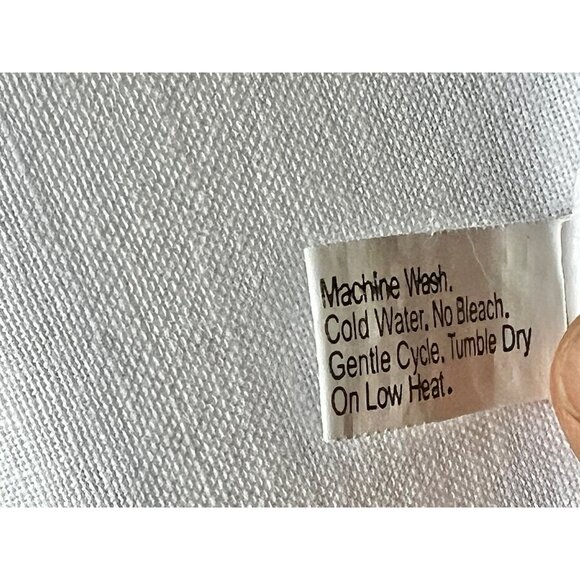 Machine Wash.
Cold Water. No Bleach.
Gentle Cycle. Tumble Dry
On Low Heat.